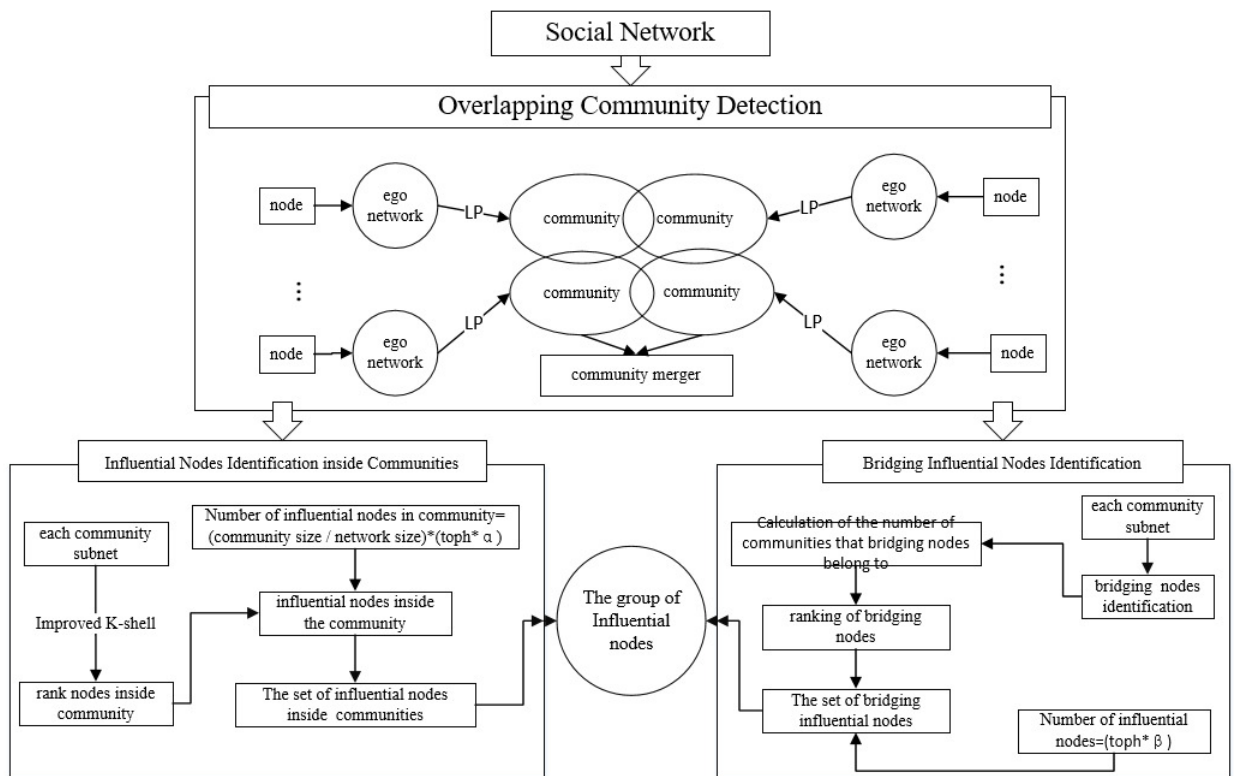 Social Network
Overlapping Community Detection
node
ego
network
LP
community
community
LP
ego
network
node
⋮
⋮
node
ego
network
LP
community
community
LP
ego
network
node
community merger
Influential Nodes Identification inside Communities
each community
subnet
Number of influential nodes in community=
(community size / network size)*(toph* α)
Improved K-shell
influential nodes inside
the community
rank nodes inside
community
The set of influential nodes
inside communities
The group of
Influential
nodes
Bridging Influential Nodes Identification
each community
subnet
Calculation of the number of
communities that bridging nodes
belong to
bridging nodes
identification
ranking of bridging
nodes
The set of bridging
influential nodes
Number of influential
nodes=(toph* β)